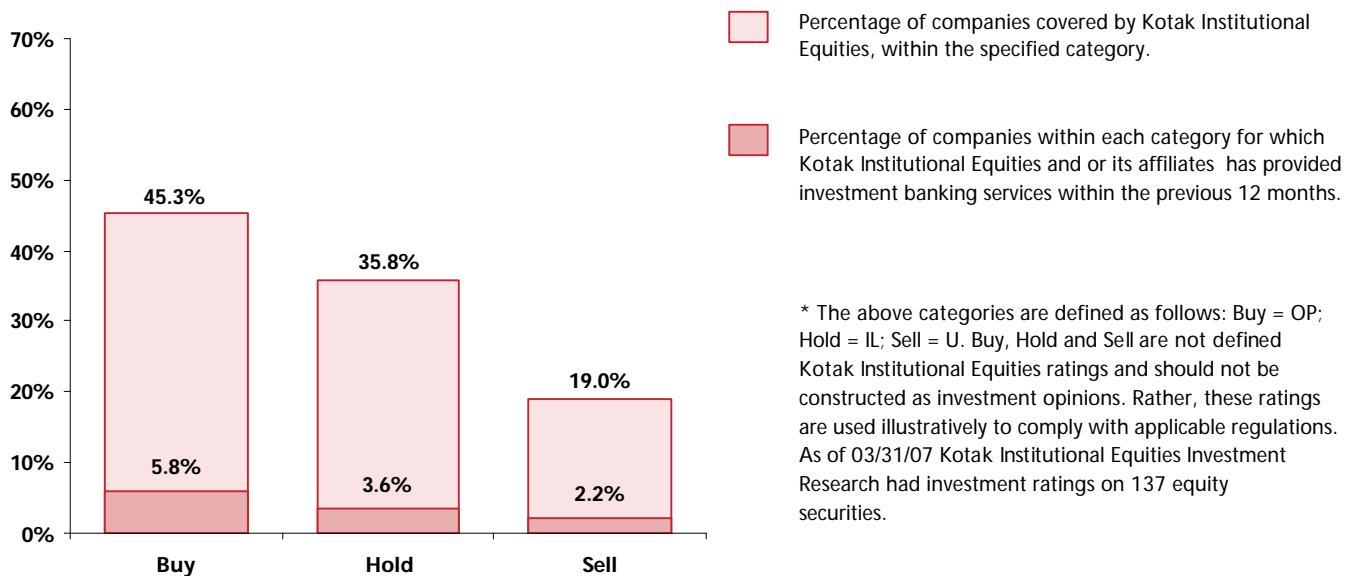 70%
60%
50%
40%
30%
20%
10%
0%
45.3%
5.8%
35.8%
3.6%
19.0%
2.2%
Buy
Hold
Sell
Percentage of companies covered by Kotak Institutional
Equities, within the specified category.
Percentage of companies within each category for which
Kotak Institutional Equities and or its affiliates has provided
investment banking services within the previous 12 months.
* The above categories are defined as follows: Buy = OP;
Hold = IL; Sell = U. Buy, Hold and Sell are not defined
Kotak Institutional Equities ratings and should not be
constructed as investment opinions. Rather, these ratings
are used illustratively to comply with applicable regulations.
As of 03/31/07 Kotak Institutional Equities Investment
Research had investment ratings on 137 equity
securities.